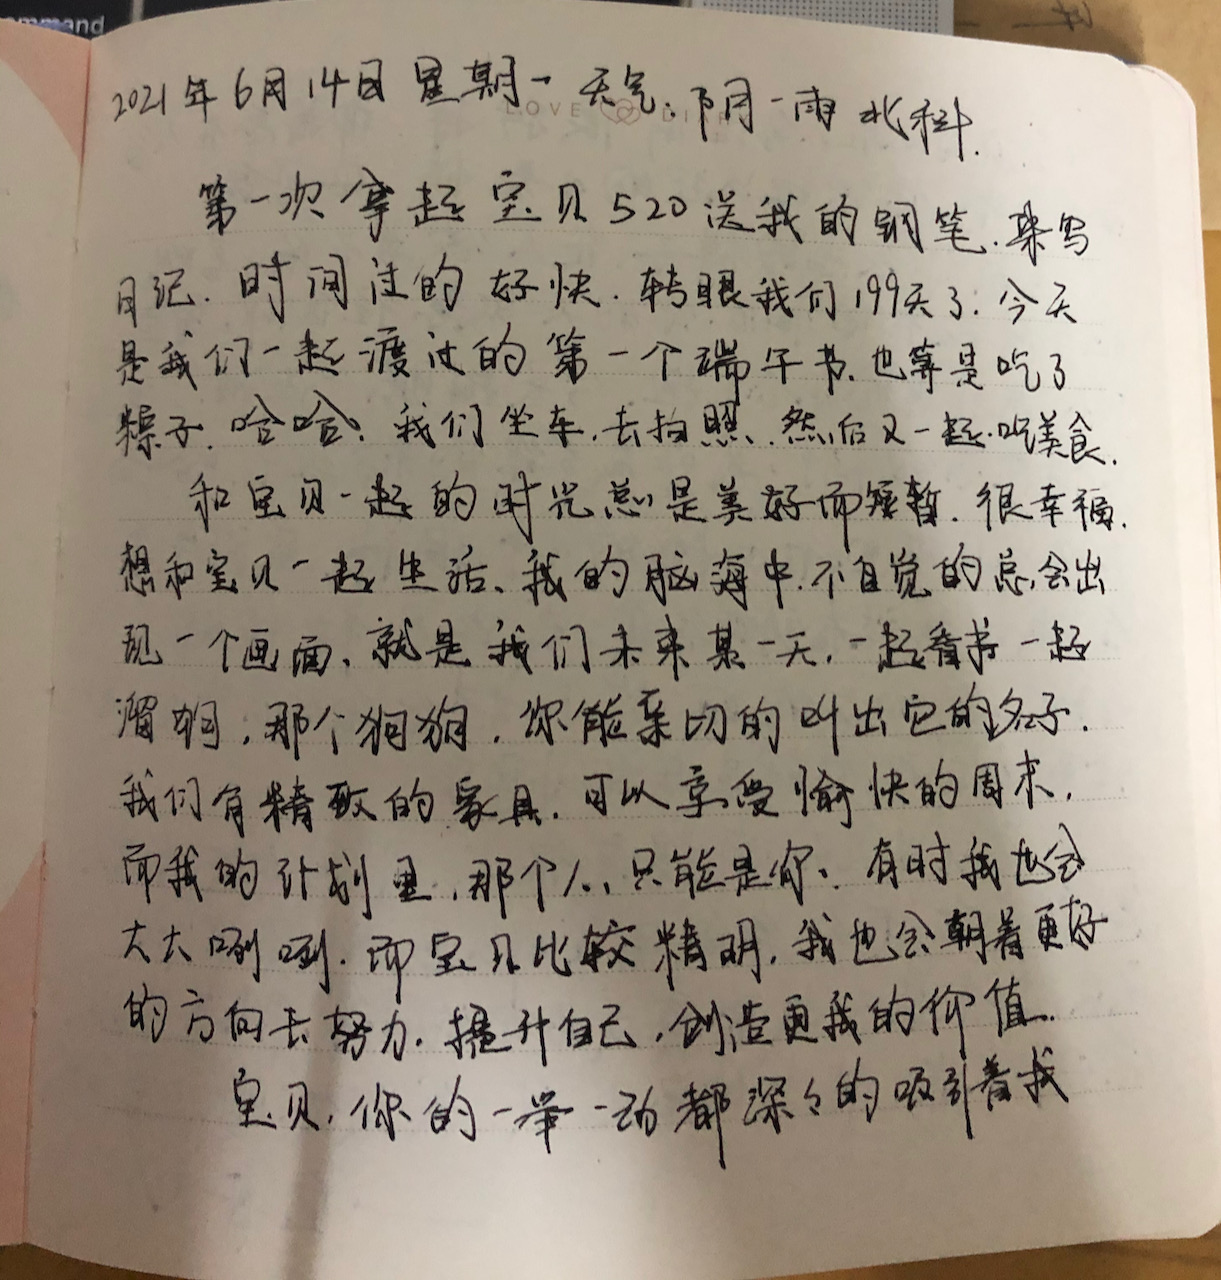 command
LOVE DIARY
2021年6月14日 星期一 天气:阴-雨 北科.
第一次拿起宝贝520送我的钢笔.来写
日记.时间过的好快.转眼我们199天了.今天
是我们一起渡过的第一个端午节.也算是吃了
粽子.哈哈.我们坐车.去拍照.然后又一起吃美食.
和宝贝一起的时光总是美好而短暂.很幸福.
想和宝贝一起生活、我的脑海中.不自觉的总会出
现一个画面、就是我们未来某一天,一起看书一起
溜狗,那个狗狗,你能亲切的叫出它的名字.
我们有精致的家具.可以享受愉快的周末,
而我的计划里,那个人,只能是你.有时我也会
大大咧咧.而宝贝比较精明,我也会朝着更好
的方向去努力.提升自己,创造更我的价值.
宝贝,你的一举一动都深々的吸引着我